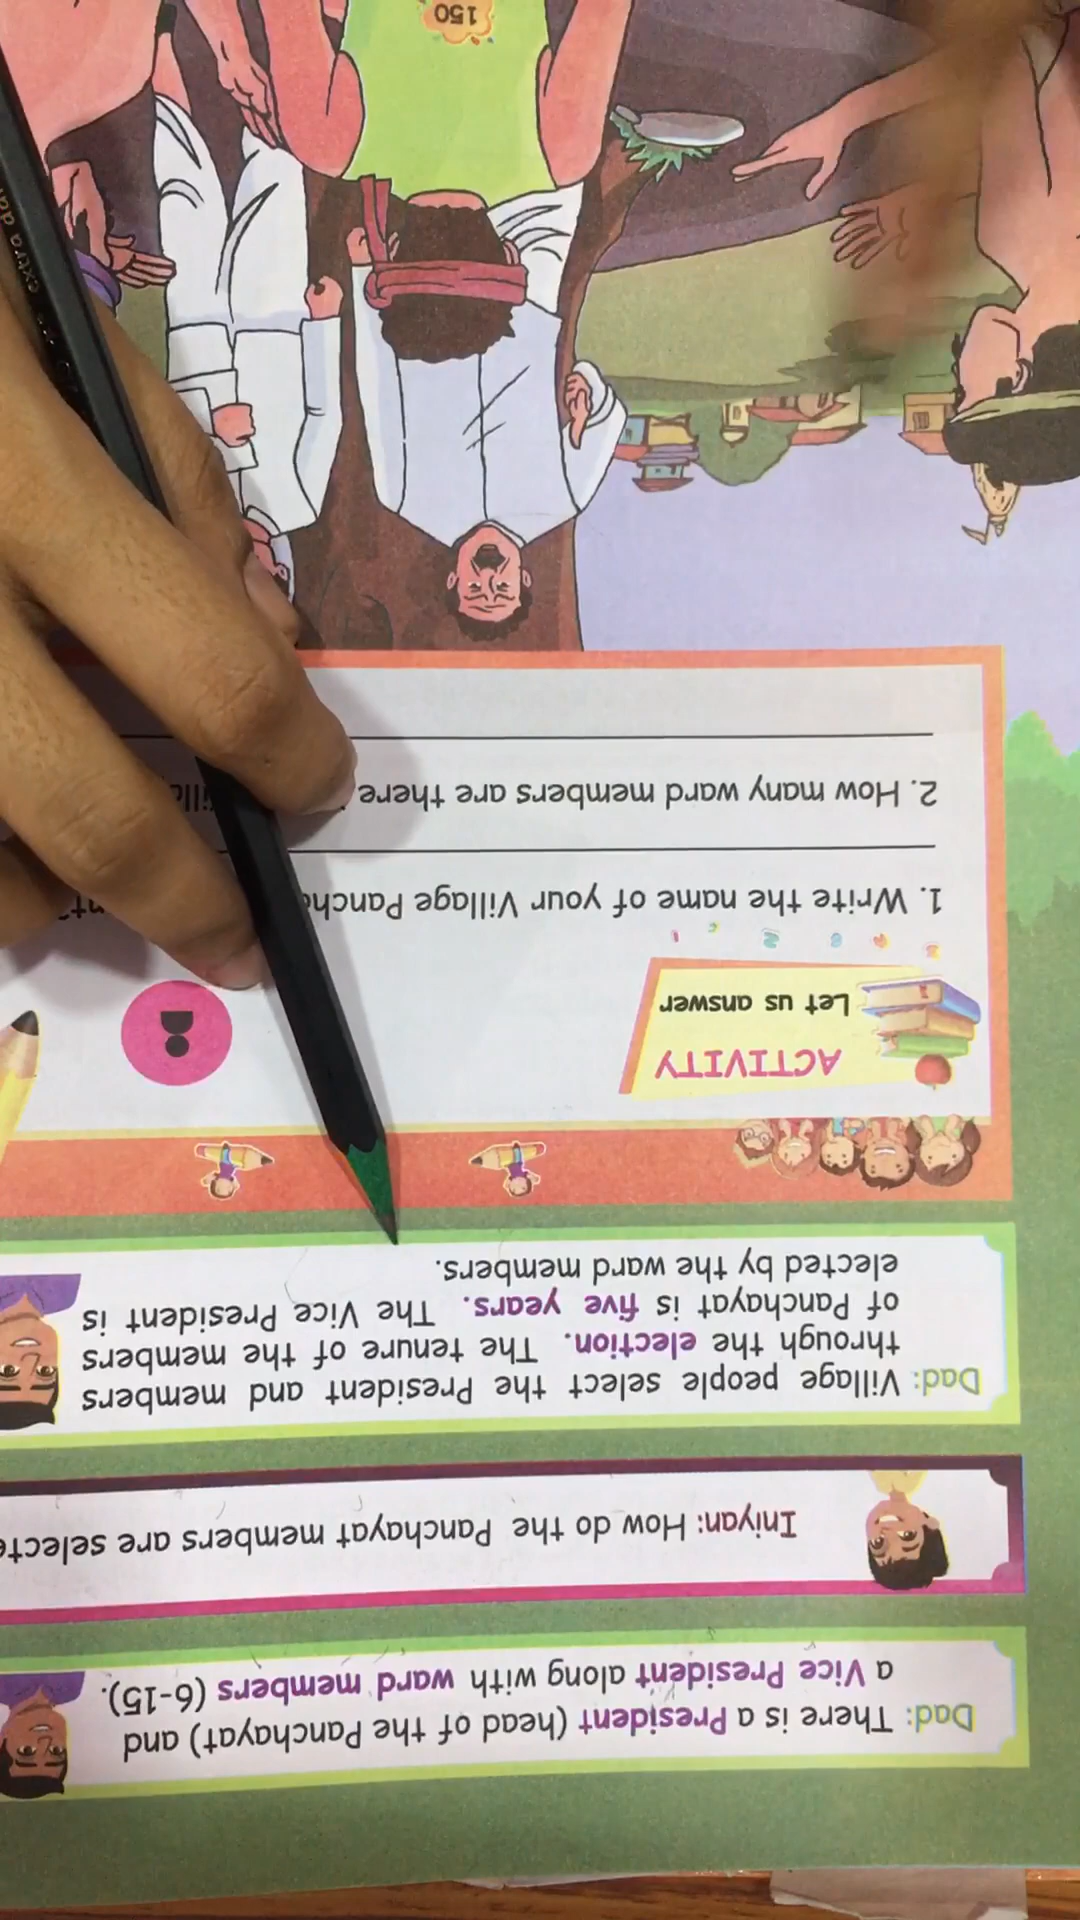 Dad: There is a President (head of the Panchayat) and
a Vice President along with ward members (6-15).
Iniyan: How do the Panchayat members are
Dad: Village people select the President and members
through the election. The tenure of the members
of Panchayat is five years. The Vice President is
elected by the ward members.
ACTIVITY
Let us answer
1. Write the name of your Village
2. How many ward members are there
150